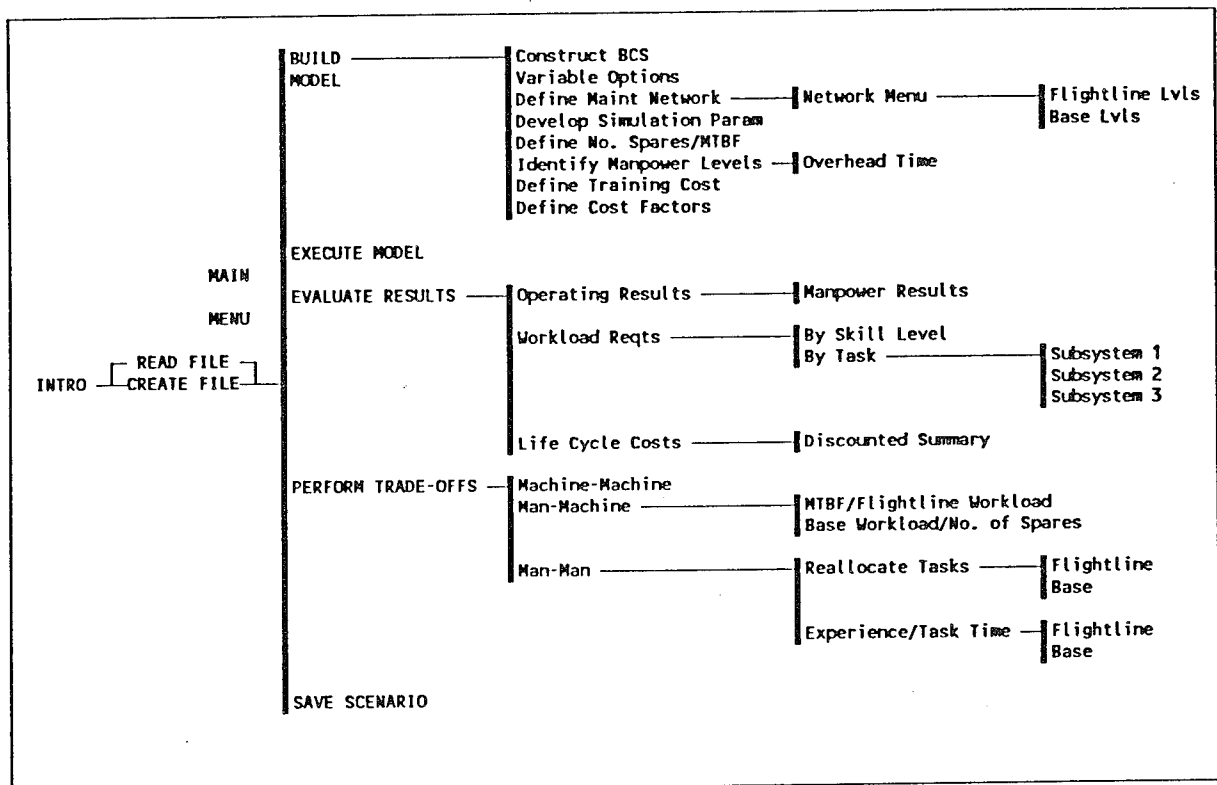 BUILD
MODEL
Construct BCS
Variable Options
Define Maint Network
Network Menu
Flightline Lvls
Base Lvls
Develop Simulation Param
Define No. Spares/MTBF
Identify Manpower Levels
Overhead Time
Define Training Cost
Define Cost Factors
EXECUTE MODEL
MAIN
MENU
EVALUATE RESULTS
Operating Results
Manpower Results
Workload Reqts
By Skill Level
By Task
Subsystem 1
Subsystem 2
Subsystem 3
INTRO
READ FILE
CREATE FILE
Life Cycle Costs
Discounted Summary
PERFORM TRADE-OFFS
Machine-Machine
Man-Machine
MTBF/Flightline Workload
Base Workload/No. of Spares
Man-Man
Reallocate Tasks
Flightline
Base
Experience/Task Time
Flightline
Base
SAVE SCENARIO